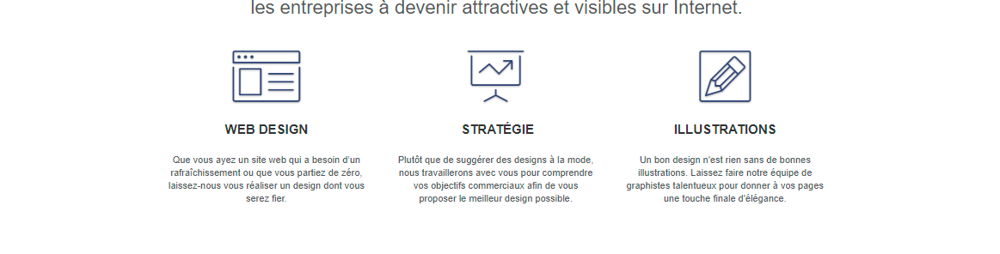 les entreprises à devenir attractives et visibles sur Internet.
WEB DESIGN
Que vous ayez un site web qui a besoin d'un
rafraîchissement ou que vous partiez de zéro,
laissez-nous vous réaliser un design dont vous
serez fier.
STRATÉGIE
Plutôt que de suggérer des designs à la mode,
nous travaillerons avec vous pour comprendre
vos objectifs commerciaux afin de vous
proposer le meilleur design possible.
ILLUSTRATIONS
Un bon design n'est rien sans de bonnes
illustrations. Laissez faire notre équipe de
graphistes talentueux pour donner à vos pages
une touche finale d'élégance.